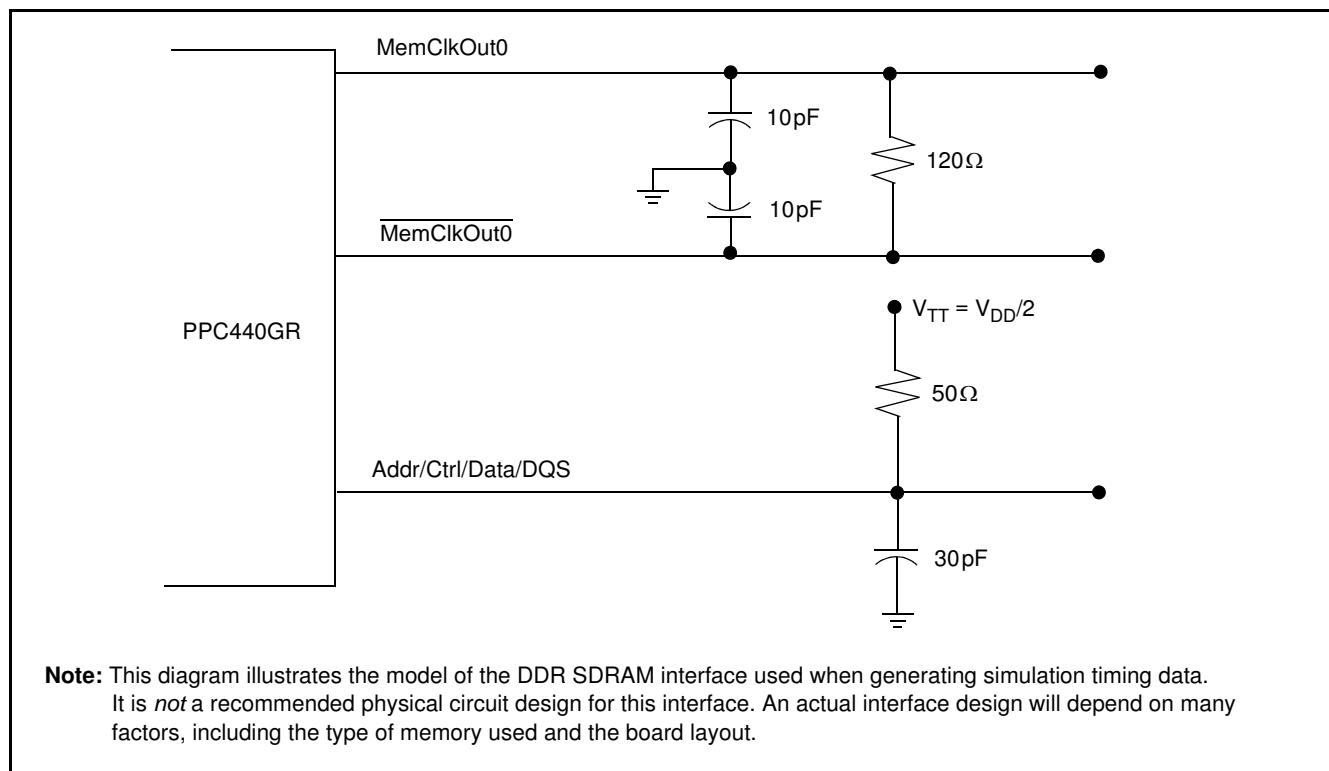 MemClkOut0
10pF
120Ω
10pF
MemClkOut0
V_TT = V_DD/2
PPC440GR
50Ω
Addr/Ctrl/Data/DQS
30pF
Note: This diagram illustrates the model of the DDR SDRAM interface used when generating simulation timing data.
It is not a recommended physical circuit design for this interface. An actual interface design will depend on many
factors, including the type of memory used and the board layout.